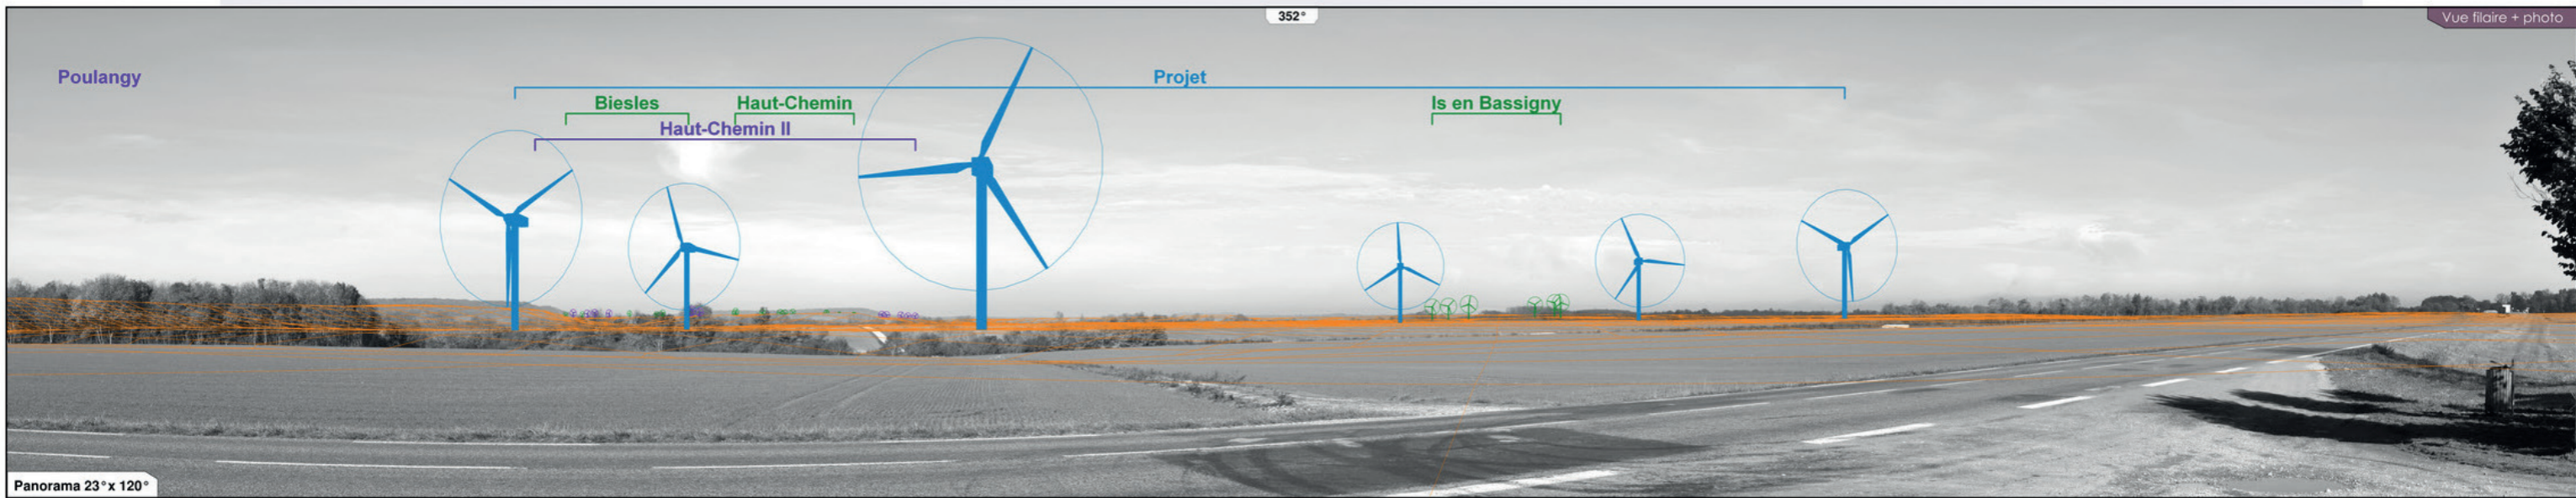 352°
Vue filaire + photo
Poulangy
Projet
Biesles
Haut-Chemin
Is en Bassigny
Haut-Chemin II
Panorama 23°x 120°